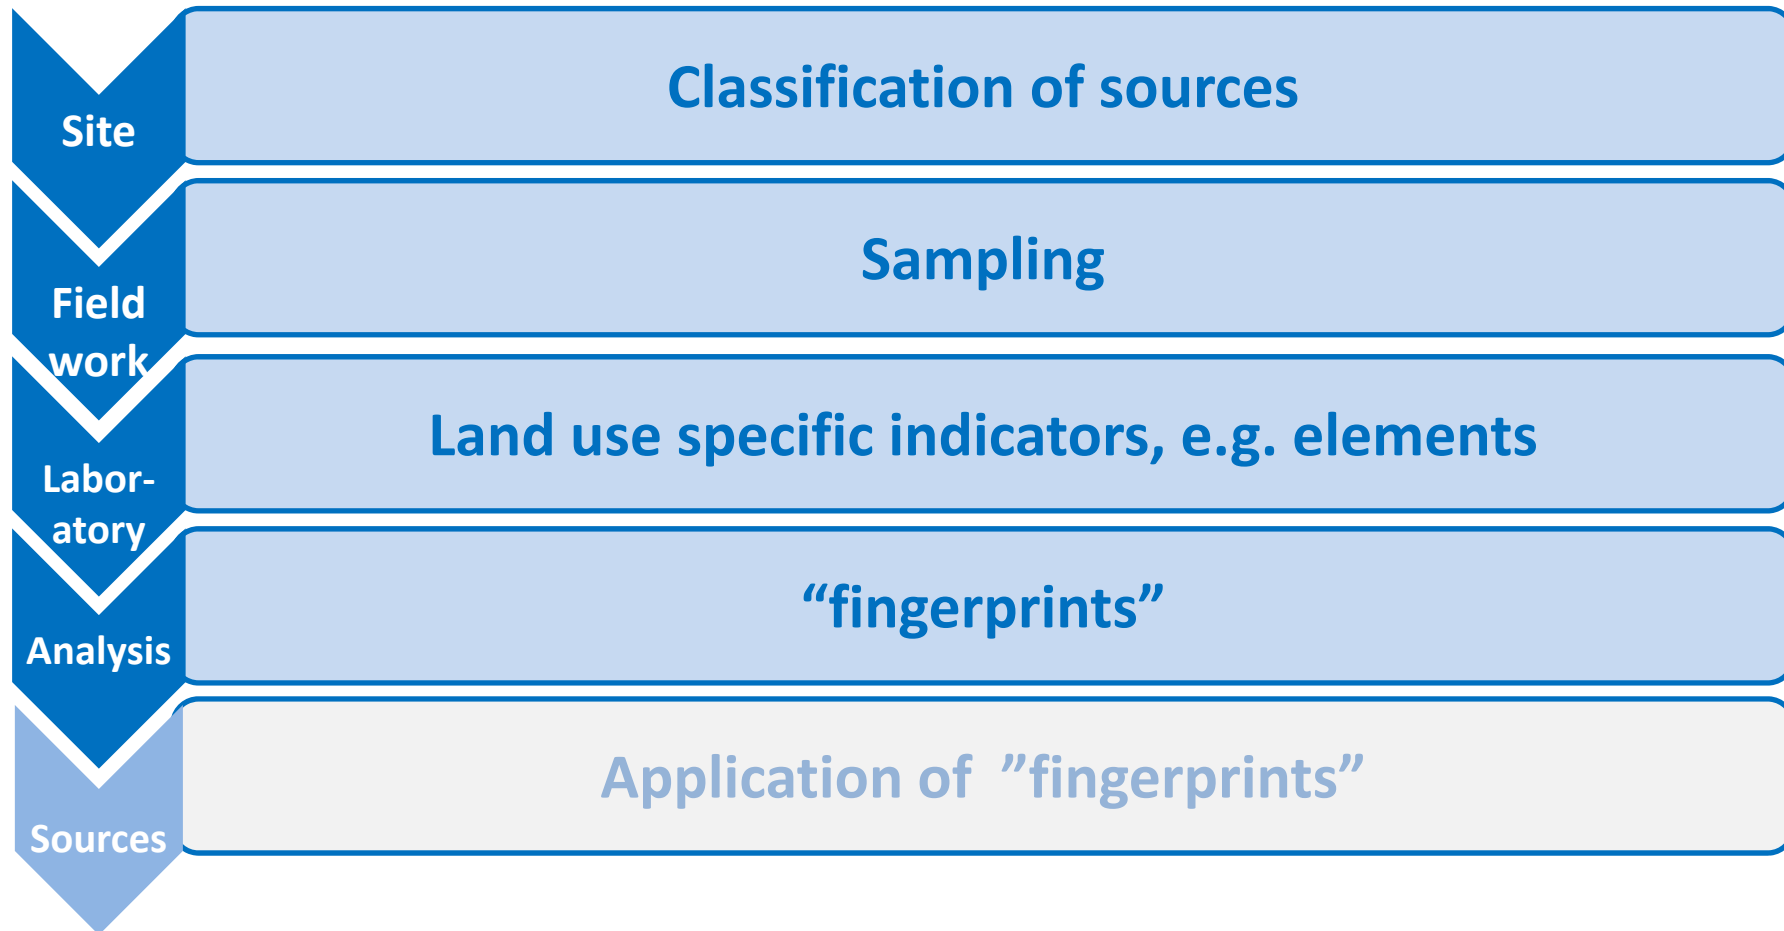 Classification of sources
Site
Sampling
Field
work
Land use specific indicators, e.g. elements
Labor-
atory
“fingerprints”
Analysis
Application of ”fingerprints”
Sources